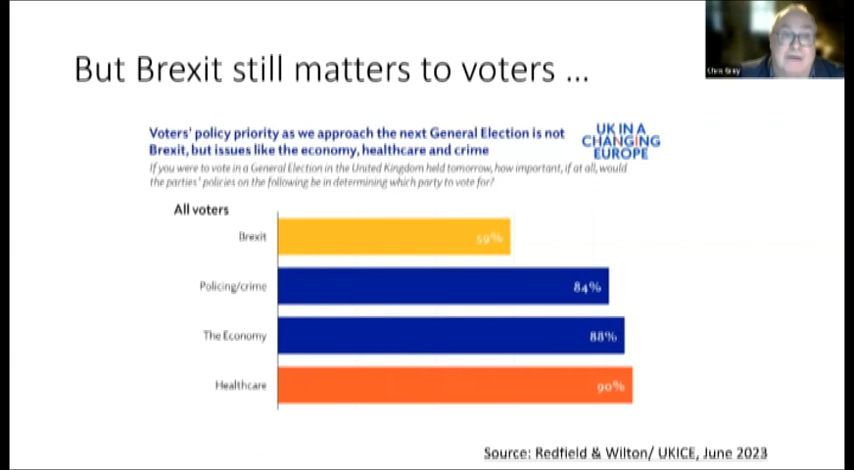 But Brexit still matters to voters ...
Voters' policy priority as we approach the next General Election is not
Brexit, but issues like the economy, healthcare and crime
UK IN A
CHANGING
EUROPE
If you were to vote in a General Election in the United Kingdom held tomorrow, how important, if at all, would
the parties' policies on the following be in determining which party to vote for?
All voters
Brexit
59%
Policing/crime
84%
The Economy
88%
Healthcare
90%
Source: Redfield & Wilton/ UKICE, June 2023